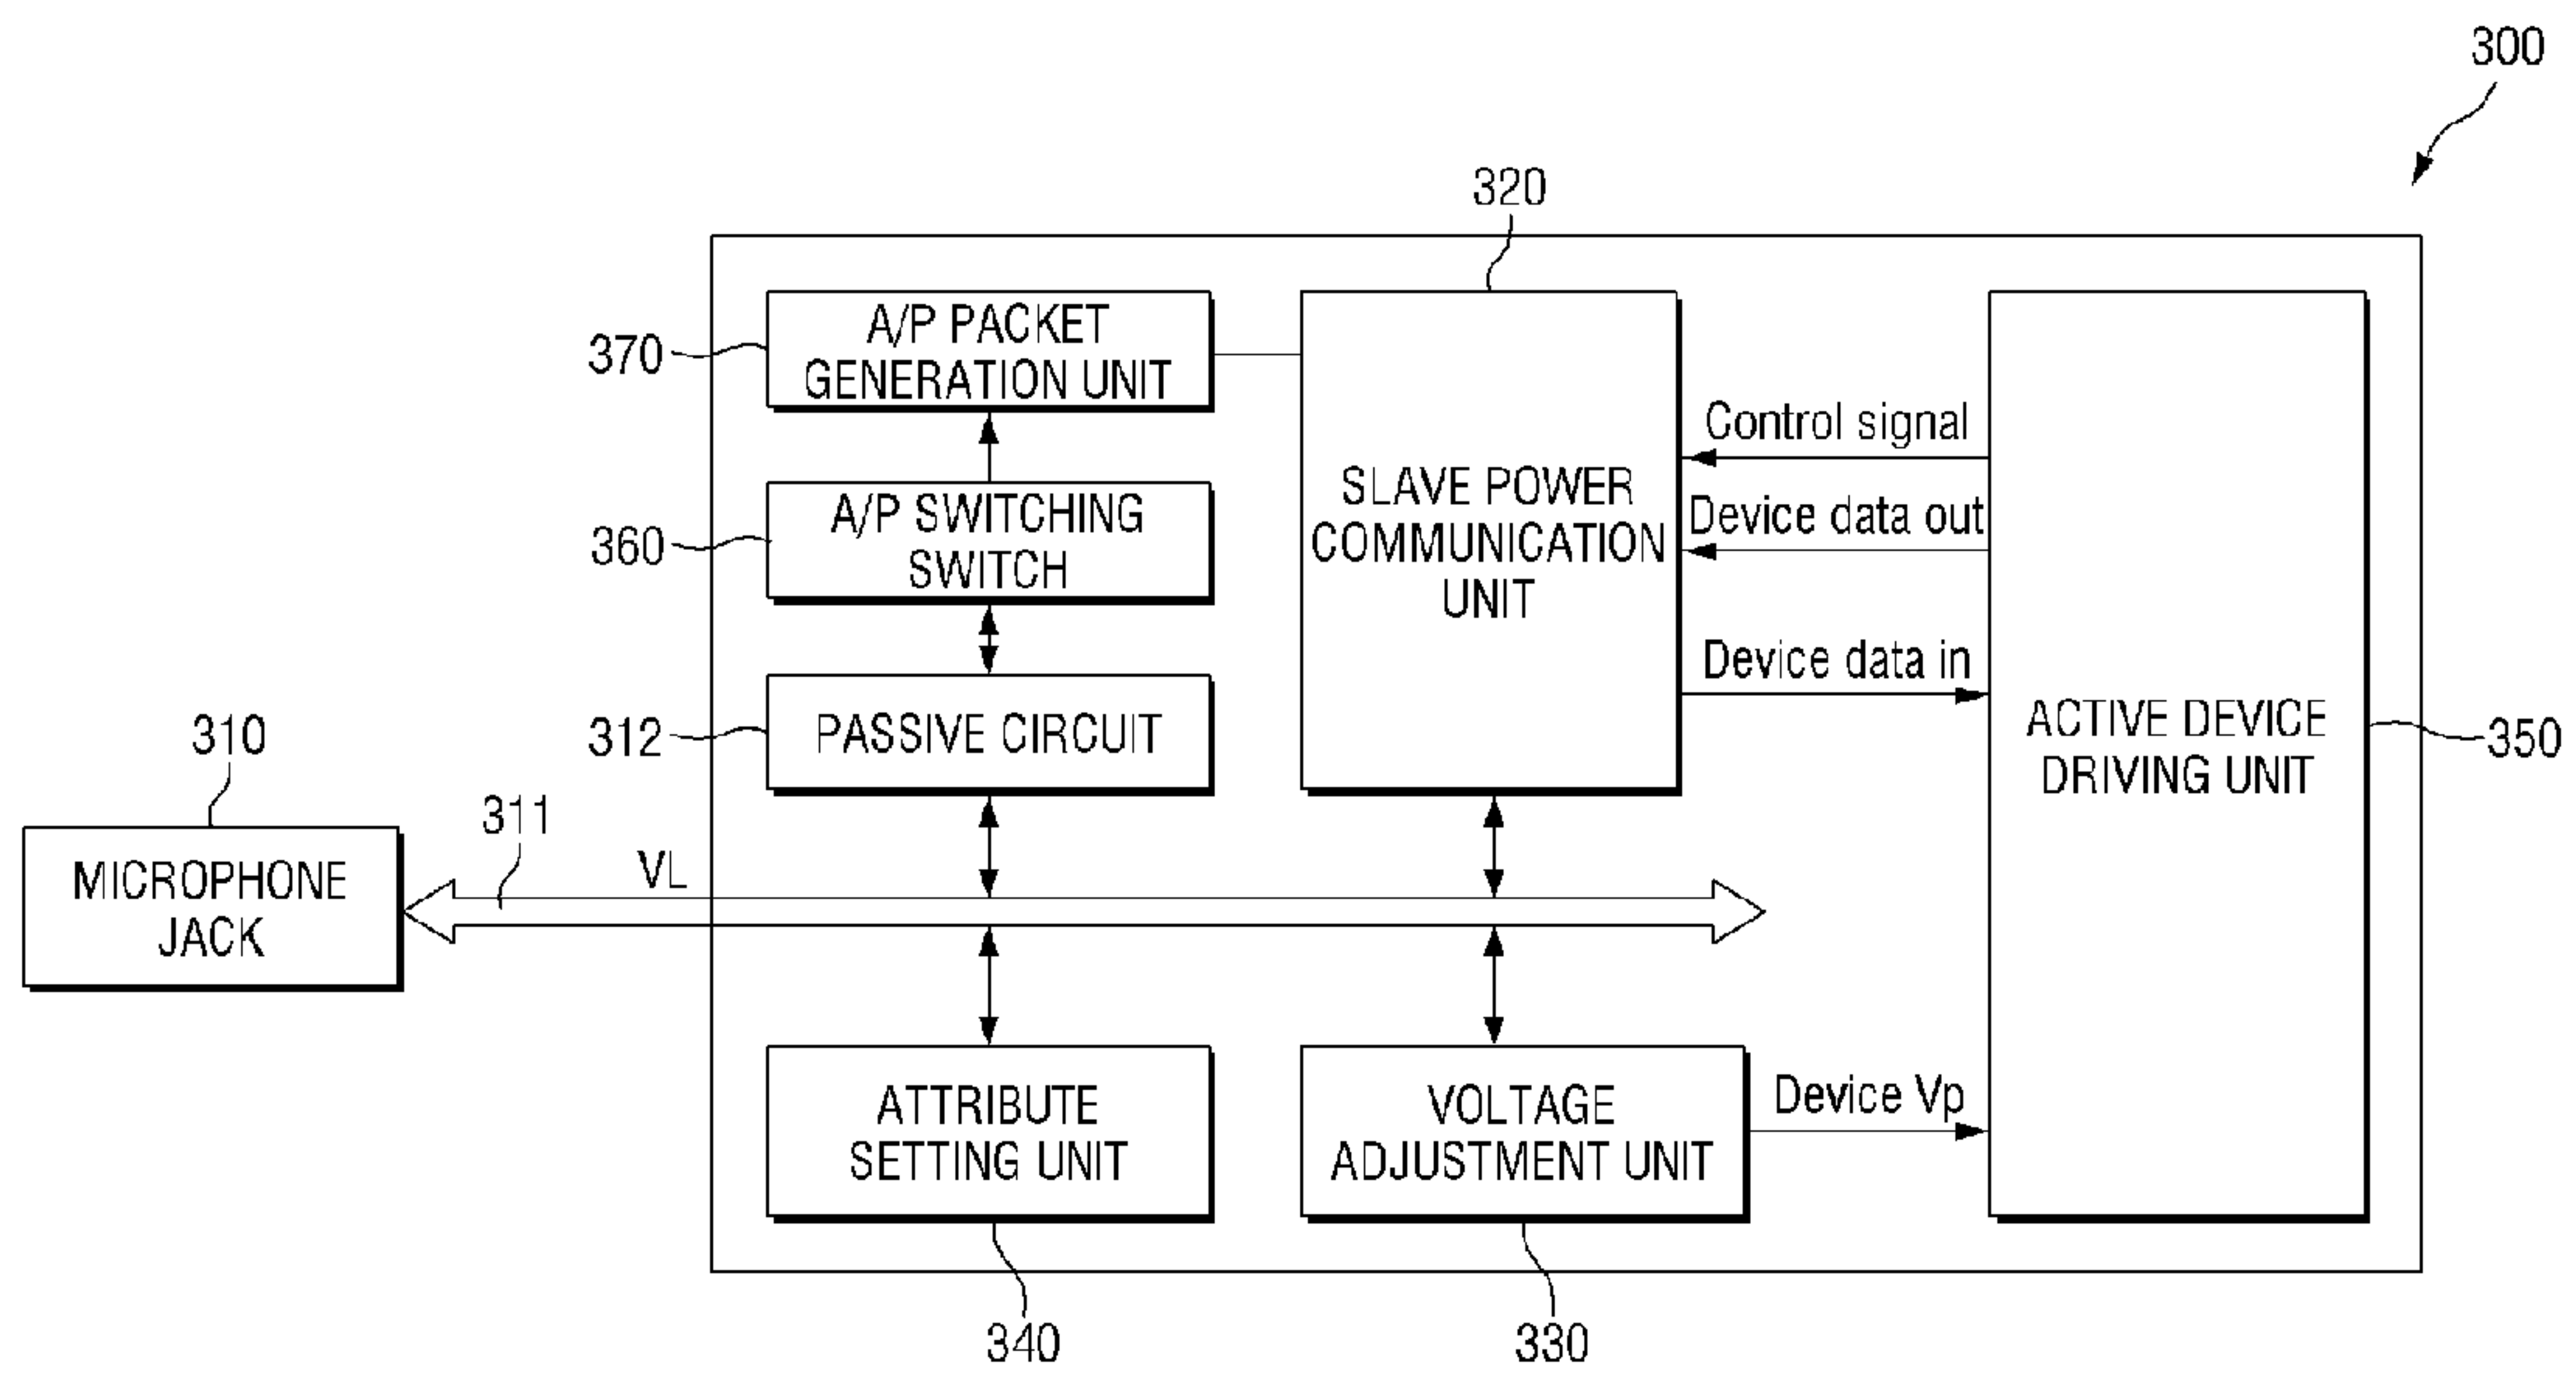 300
320
A/P PACKET
GENERATION UNIT
370
Control signal
SLAVE POWER
COMMUNICATION
UNIT
Device data out
A/P SWITCHING
SWITCH
360
Device data in
PASSIVE CIRCUIT
312
ACTIVE DEVICE
DRIVING UNIT
350
310
311
VL
MICROPHONE
JACK
ATTRIBUTE
SETTING UNIT
VOLTAGE
ADJUSTMENT UNIT
Device Vp
340
330